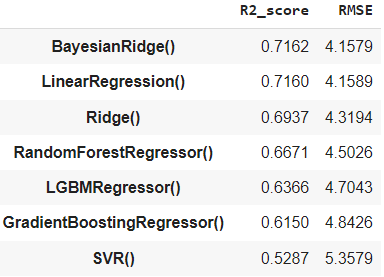 R2_score RMSE
BayesianRidge() 0.7162 4.1579
LinearRegression() 0.7160 4.1589
Ridge() 0.6937 4.3194
RandomForestRegressor() 0.6671 4.5026
LGBMRegressor() 0.6366 4.7043
GradientBoostingRegressor() 0.6150 4.8426
SVR() 0.5287 5.3579